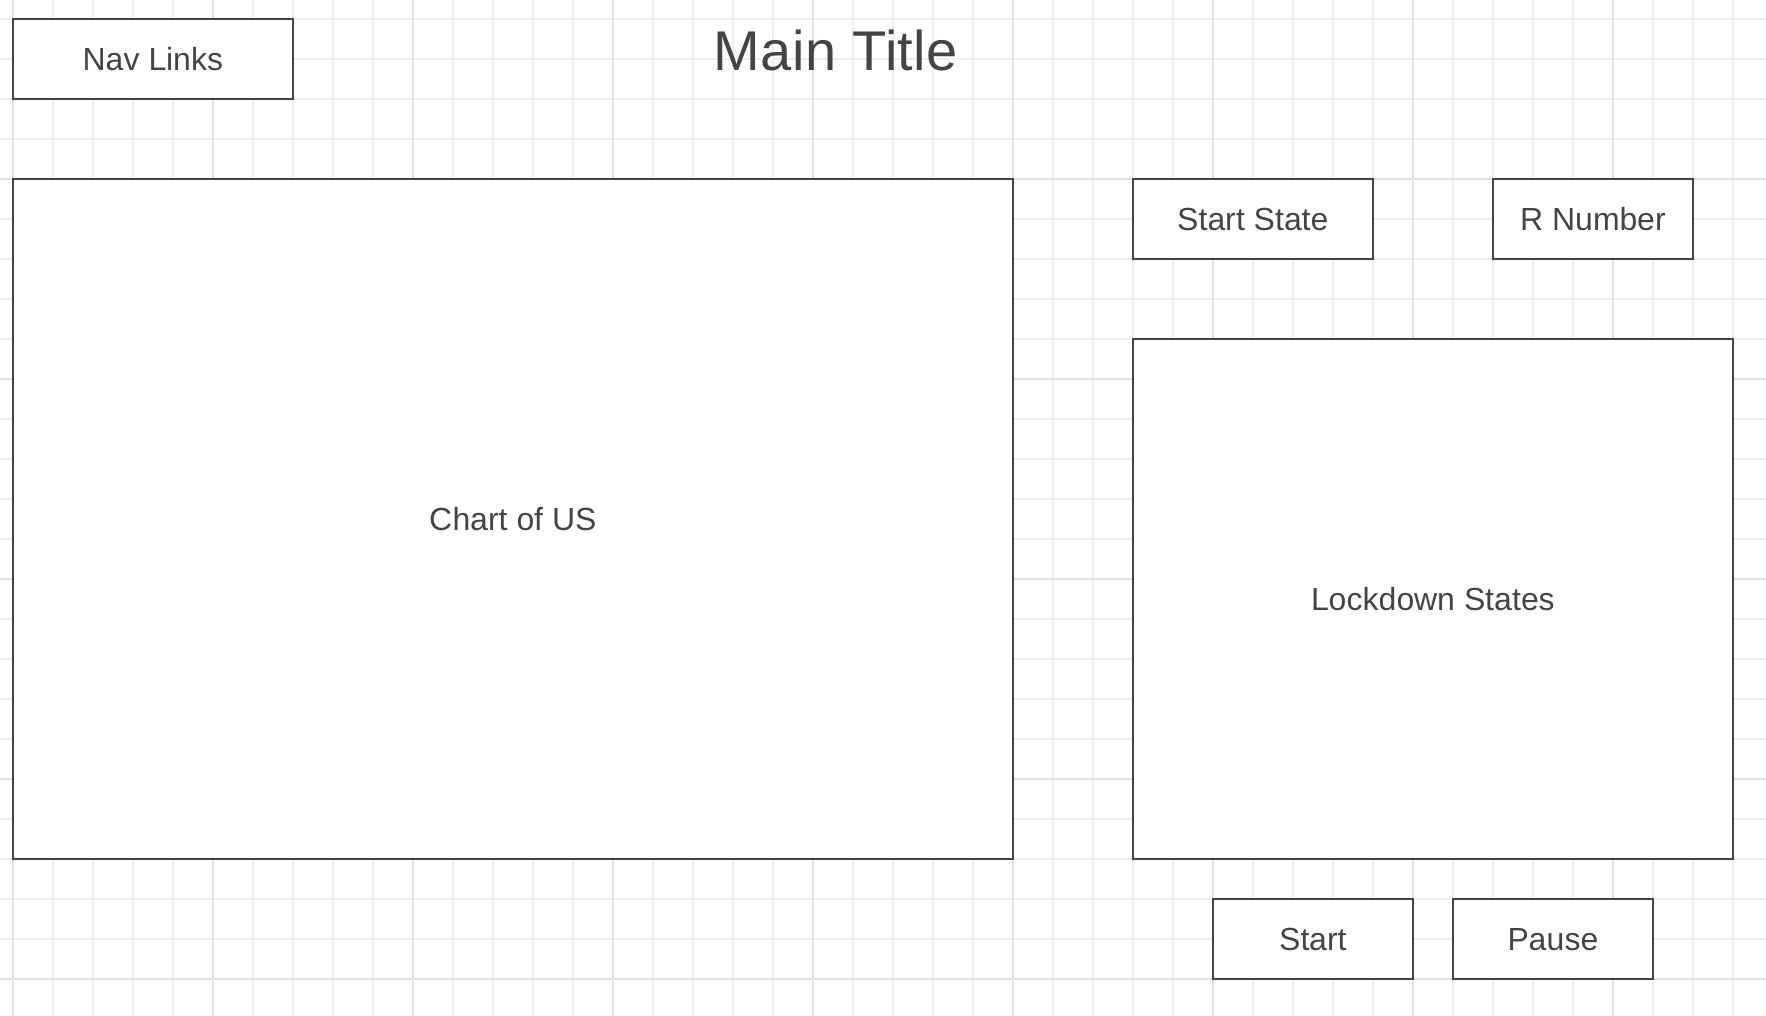 Nav Links
Main Title
Start State
R Number
Chart of US
Lockdown States
Start
Pause